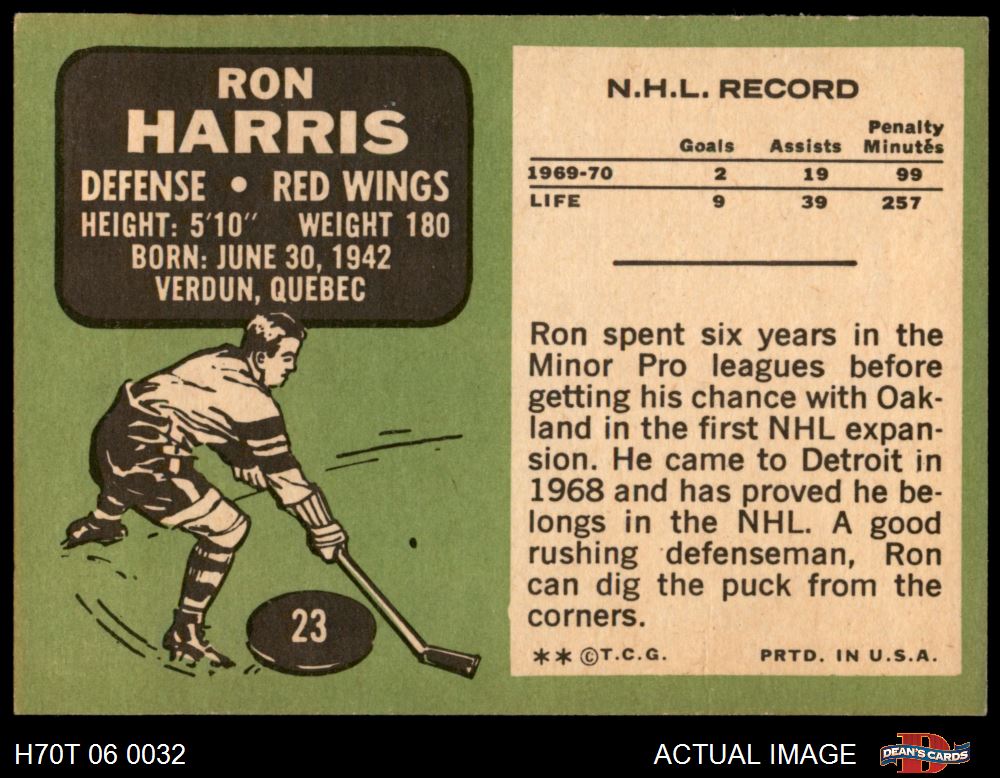 RON
HARRIS
DEFENSE • RED WINGS
HEIGHT: 5'10" WEIGHT 180
BORN: JUNE 30, 1942
VERDUN, QUEBEC
23
N.H.L. RECORD
Goals Assists Penalty Minutes
1969-70 2 19 99
LIFE 9 39 257
Ron spent six years in the
Minor Pro leagues before
getting his chance with Oak-
land in the first NHL expan-
sion. He came to Detroit in
1968 and has proved he be-
longs in the NHL. A good
rushing defenseman, Ron
can dig the puck from the
corners.
** ©T.C.G. PRTD. IN U.S.A.
H70T 06 0032
ACTUAL IMAGE
DEAN'S CARDS